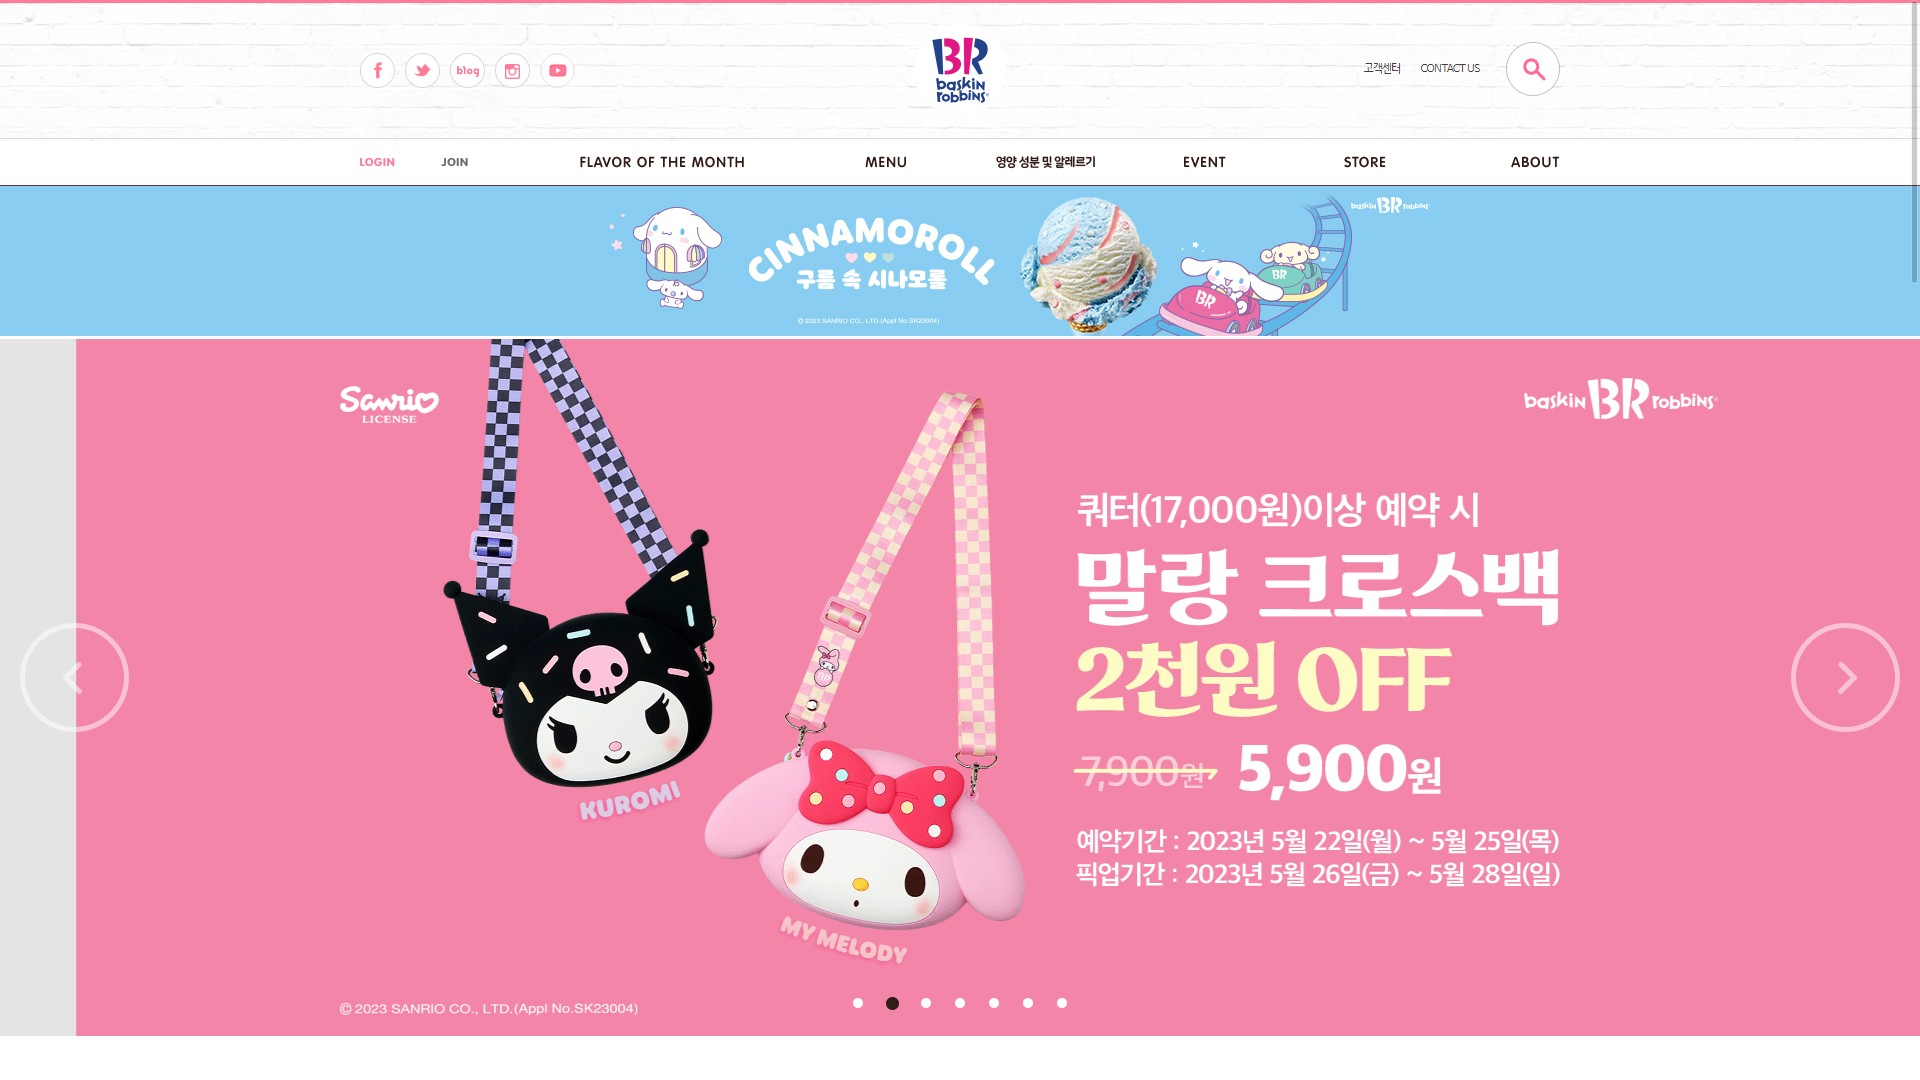 blog
BR
baskin
robbins
고객센터
CONTACT US
LOGIN
JOIN
FLAVOR OF THE MONTH
MENU
영양 성분 및 알레르기
EVENT
STORE
ABOUT
CINNAMOROLL
구름 속 시나모롤
© 2023 SANRIO CO., LTD.(Appl No.SK23004)
baskin BR robbins
BR
BR
Sanrio
LICENSE
baskin BR robbins
쿼터(17,000원)이상 예약 시
말랑 크로스백
2천원 OFF
7,900원 5,900원
예약기간 : 2023년 5월 22일(월) ~ 5월 25일(목)
픽업기간 : 2023년 5월 26일(금) ~ 5월 28일(일)
KUROMI
MY MELODY
© 2023 SANRIO CO., LTD.(Appl No.SK23004)